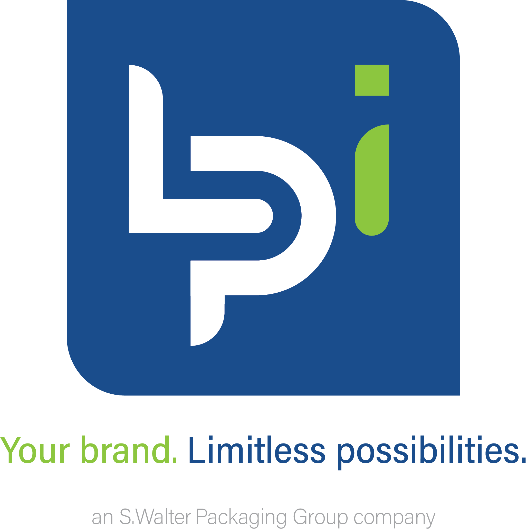 LPi
Your brand. Limitless possibilities.
an S.Walter Packaging Group company